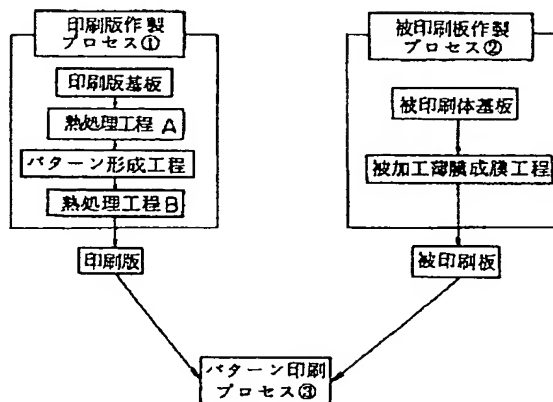 印刷版作製
プロセス①
印刷版基板
熱処理工程A
パターン形成工程
熱処理工程B
印刷版
被印刷板作製
プロセス②
被印刷体基板
被加工薄膜成膜工程
被印刷板
パターン印刷
プロセス③